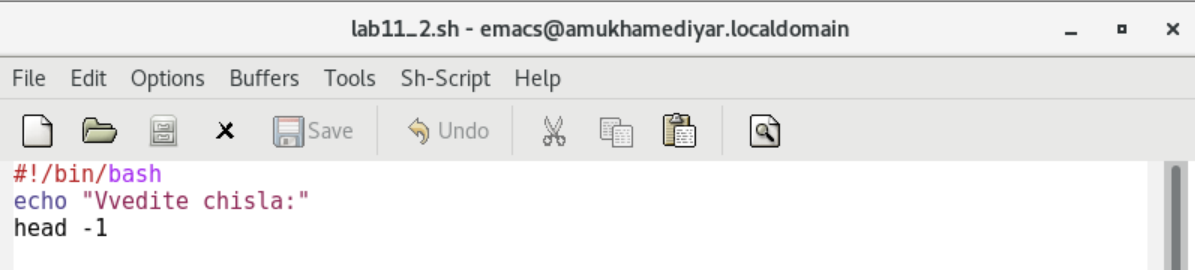 lab11_2.sh - emacs@amukhamediyar.localdomain
File Edit Options Buffers Tools Sh-Script Help
Save Undo
#!/bin/bash
echo "Vvedite chisla:"
head -1